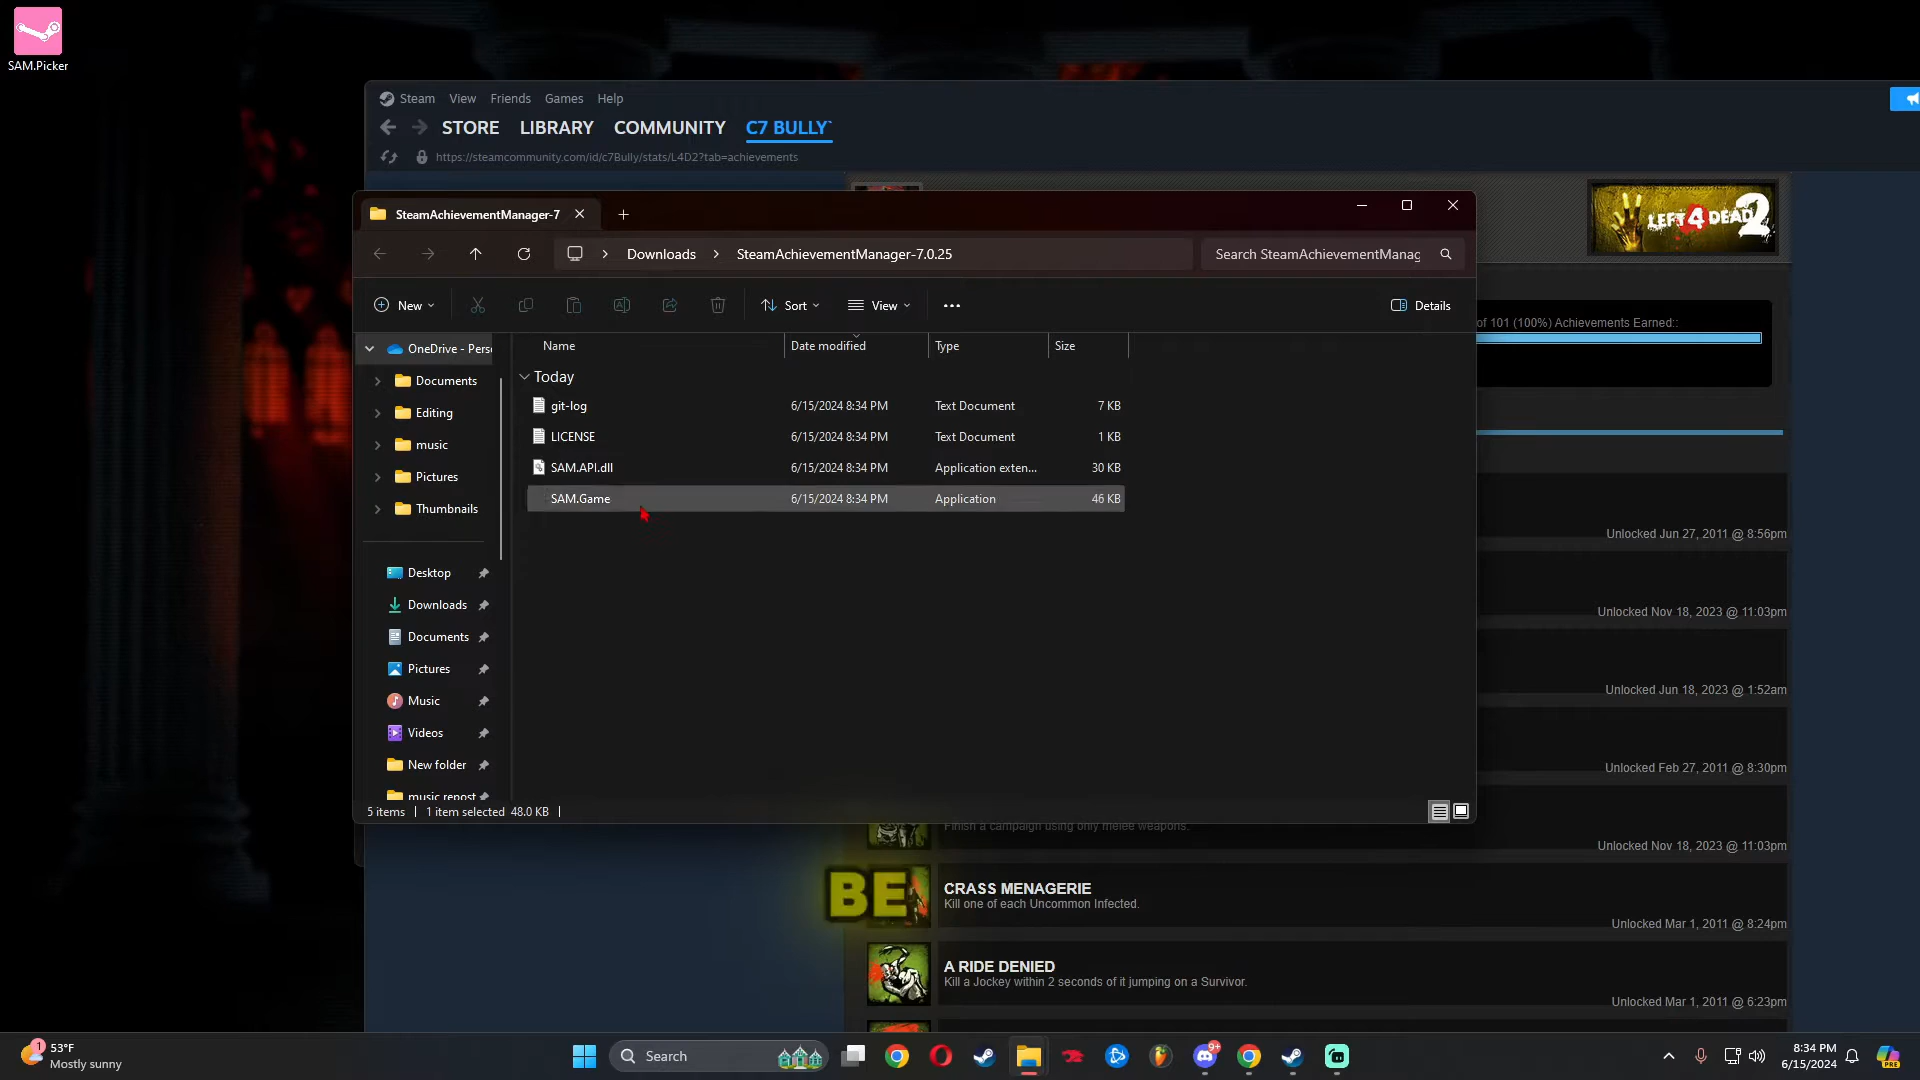 SAM.Picker
Steam View Friends Games Help
STORE LIBRARY COMMUNITY C7 BULLY`
https://steamcommunity.com/id/c7Bully/stats/L4D2?tab=achievements
SteamAchievementManager-7
LEFT 4 DEAD 2
Downloads > SteamAchievementManager-7.0.25
Search SteamAchievementManag
New
Sort
View
Details
of 101 (100%) Achievements Earned::
OneDrive - Pers
Documents
Editing
music
Pictures
Thumbnails
Desktop
Downloads
Documents
Pictures
Music
Videos
New folder
music repost
Name Date modified Type Size
Today
git-log 6/15/2024 8:34 PM Text Document 7 KB
LICENSE 6/15/2024 8:34 PM Text Document 1 KB
SAM.API.dll 6/15/2024 8:34 PM Application exten... 30 KB
SAM.Game 6/15/2024 8:34 PM Application 46 KB
5 items 1 item selected 48.0 KB
Unlocked Jun 27, 2011 @ 8:56pm
Unlocked Nov 18, 2023 @ 11:03pm
Unlocked Jun 18, 2023 @ 1:52am
Unlocked Feb 27, 2011 @ 8:30pm
Finish a campaign using only melee weapons.
Unlocked Nov 18, 2023 @ 11:03pm
BE
CRASS MENAGERIE
Kill one of each Uncommon Infected.
Unlocked Mar 1, 2011 @ 8:24pm
A RIDE DENIED
Kill a Jockey within 2 seconds of it jumping on a Survivor.
Unlocked Mar 1, 2011 @ 6:23pm
1
53°F
Mostly sunny
Search
9+
8:34 PM
6/15/2024
PRE